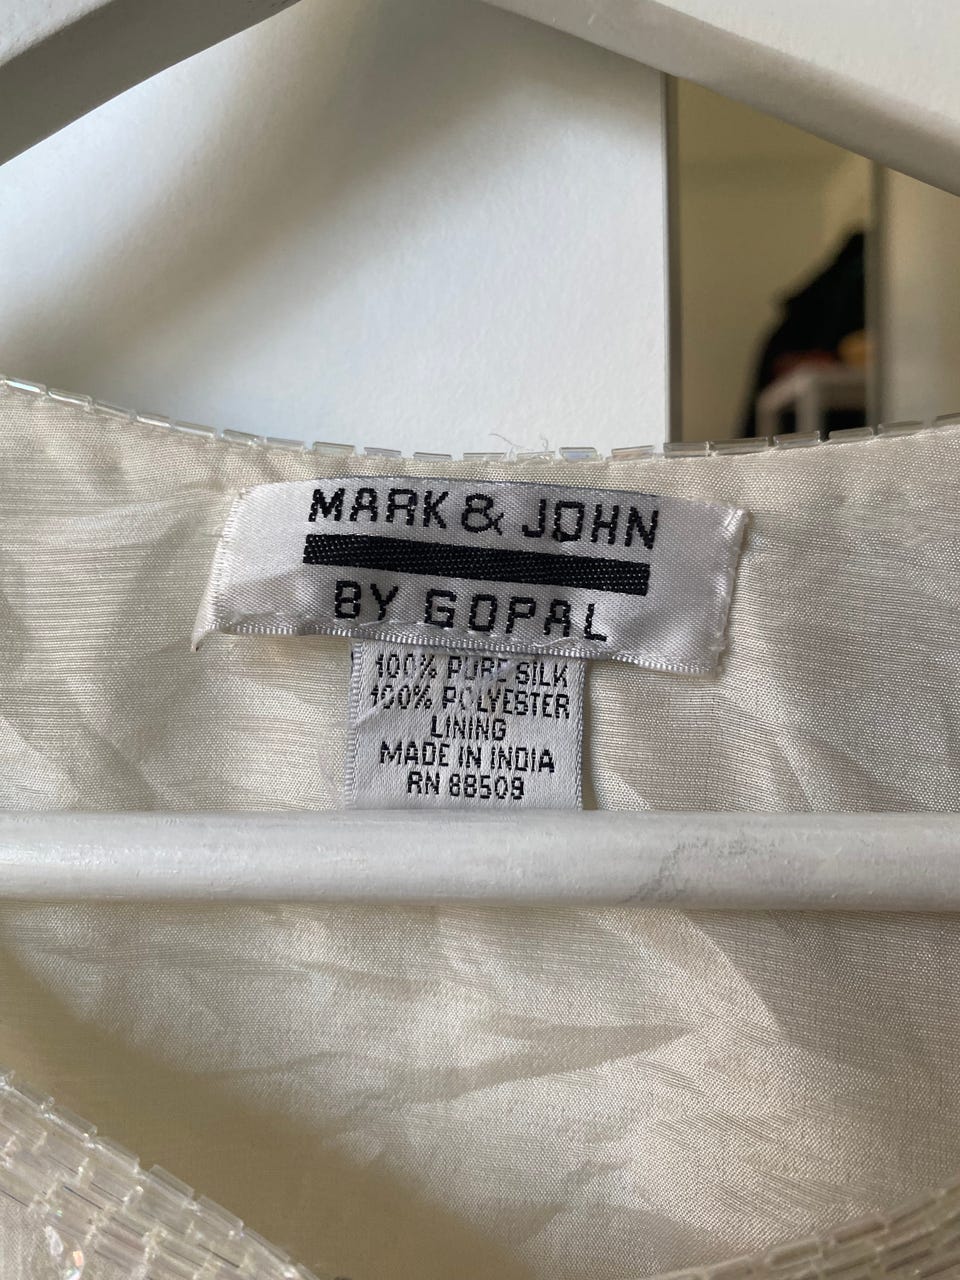 MARK & JOHN
BY GOPAL
100% PURE SILK
100% POLYESTER
LINING
MADE IN INDIA
RN 88509